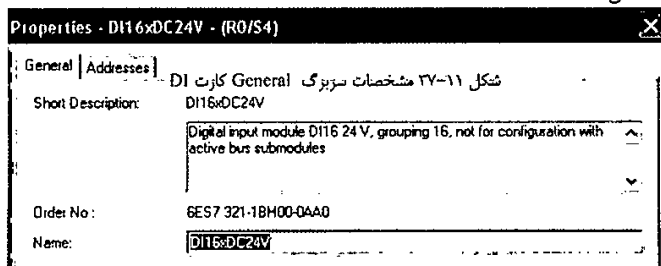 Properties - DI16xDC24V - (R0/S4)
General Addresses
شکل ۱۱-۳۷ مشخصات سربرگ General کارت DI
Short Description: DI16xDC24V
Digital input module DI16 24 V, grouping 16, not for configuration with
active bus submodules
Order No : 6ES7 321-1BH00-0AA0
Name: DI16xDC24V